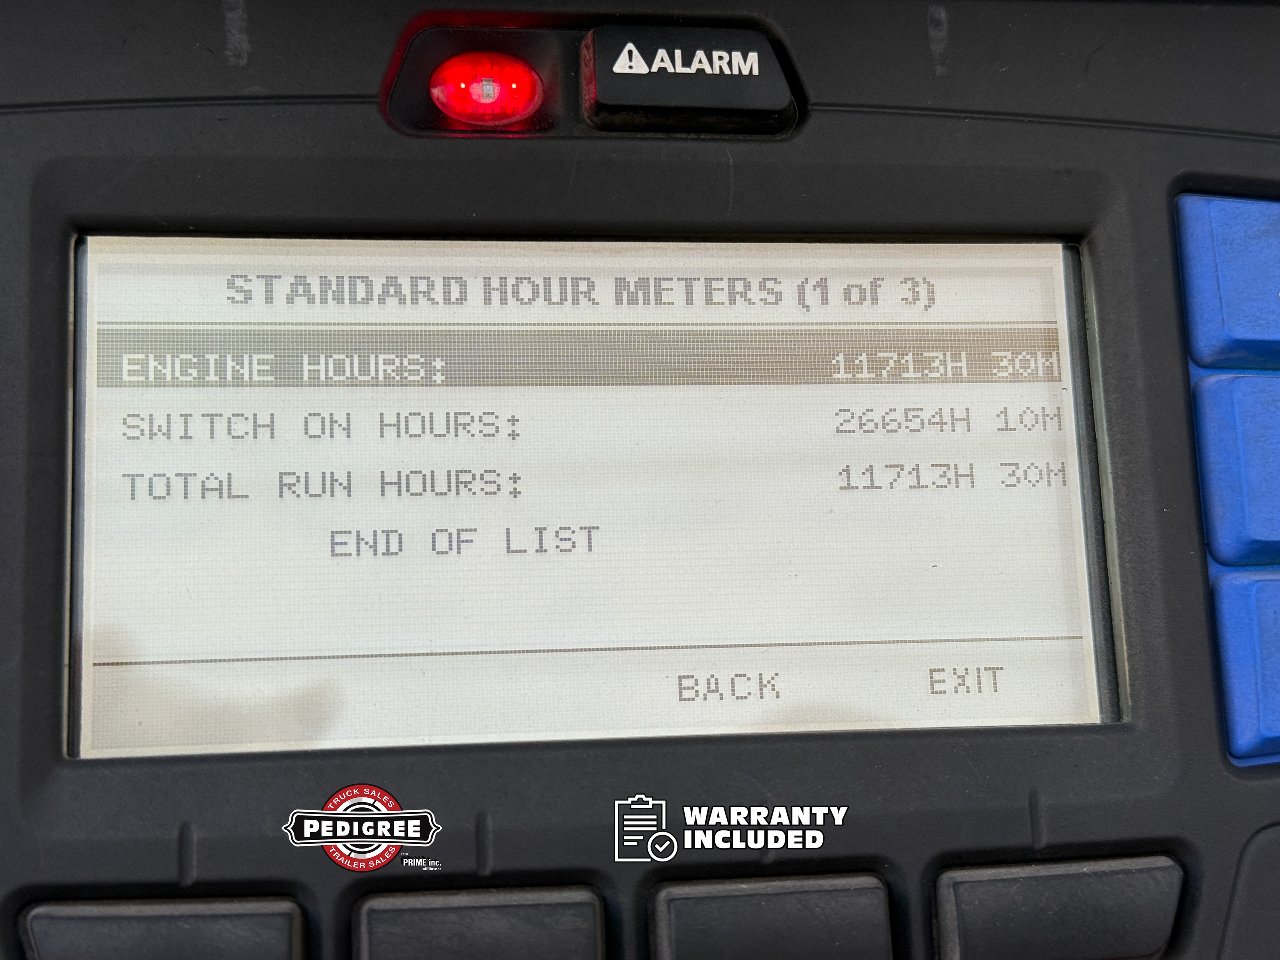 ALARM
STANDARD HOUR METERS (1 of 3)
ENGINE HOURS: 11713H 30M
SWITCH ON HOURS: 26654H 10M
TOTAL RUN HOURS: 11713H 30M
END OF LIST
BACK EXIT
TRUCK SALES
PEDIGREE
TRAILER SALES
PRIME inc.
WARRANTY
INCLUDED